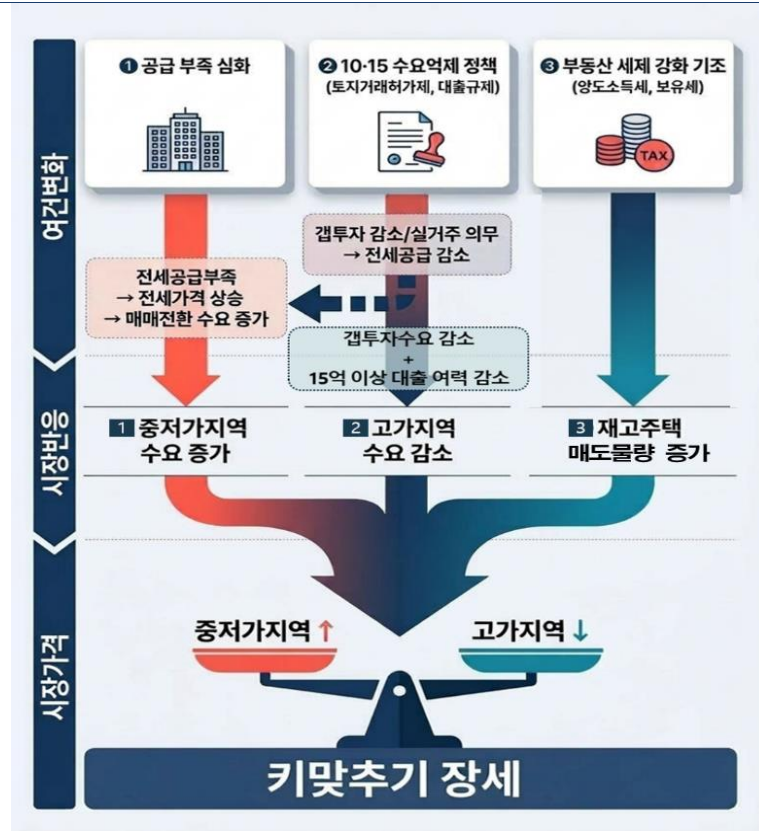 여건변화
❶ 공급 부족 심화
❷ 10·15 수요억제 정책
(토지거래허가제, 대출규제)
❸ 부동산 세제 강화 기조
(양도소득세, 보유세)
TAX
갭투자 감소/실거주 의무
→ 전세공급 감소
전세공급부족
→ 전세가격 상승
→ 매매전환 수요 증가
갭투자수요 감소
+
15억 이상 대출 여력 감소
시장반응
1 중저가지역
수요 증가
2 고가지역
수요 감소
3 재고주택
매도물량 증가
시장가격
중저가지역 ↑
고가지역 ↓
키맞추기 장세